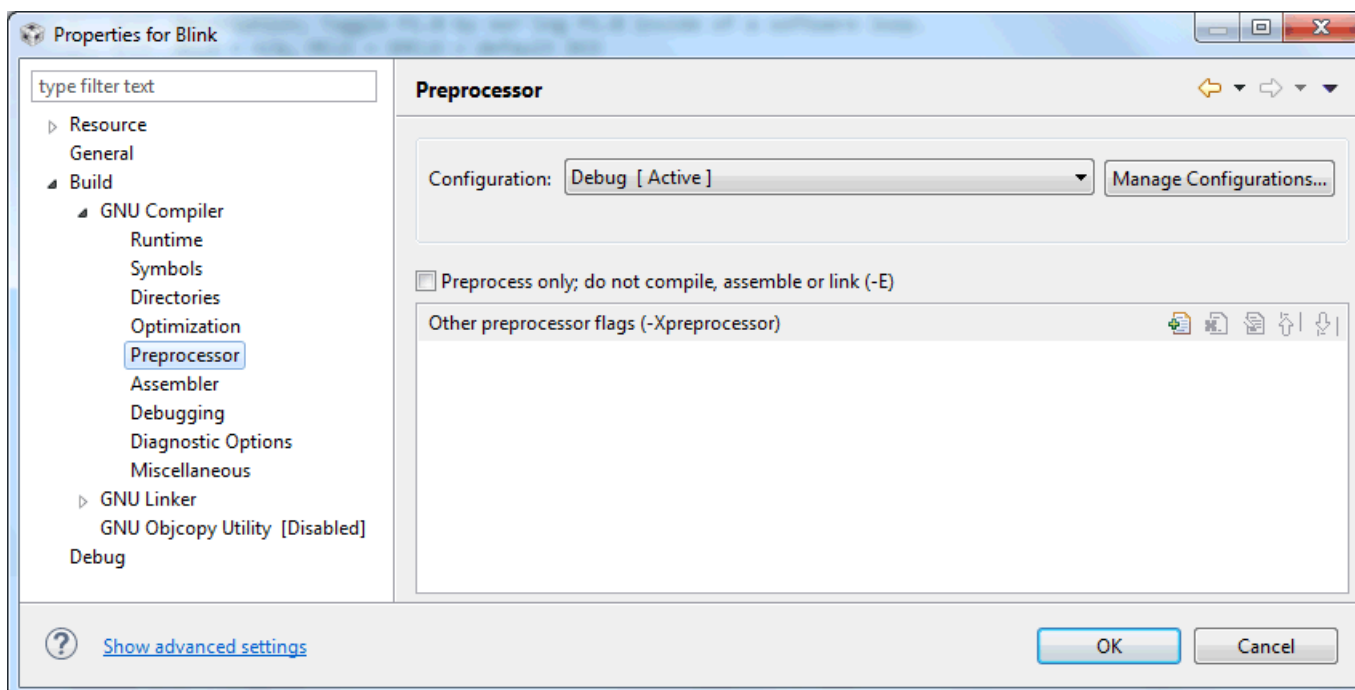 Properties for Blink
type filter text
Resource
General
Build
GNU Compiler
Runtime
Symbols
Directories
Optimization
Preprocessor
Assembler
Debugging
Diagnostic Options
Miscellaneous
GNU Linker
GNU Objcopy Utility [Disabled]
Debug
Preprocessor
Configuration: Debug [ Active ] Manage Configurations...
Preprocess only; do not compile, assemble or link (-E)
Other preprocessor flags (-Xpreprocessor)
Show advanced settings
OK Cancel